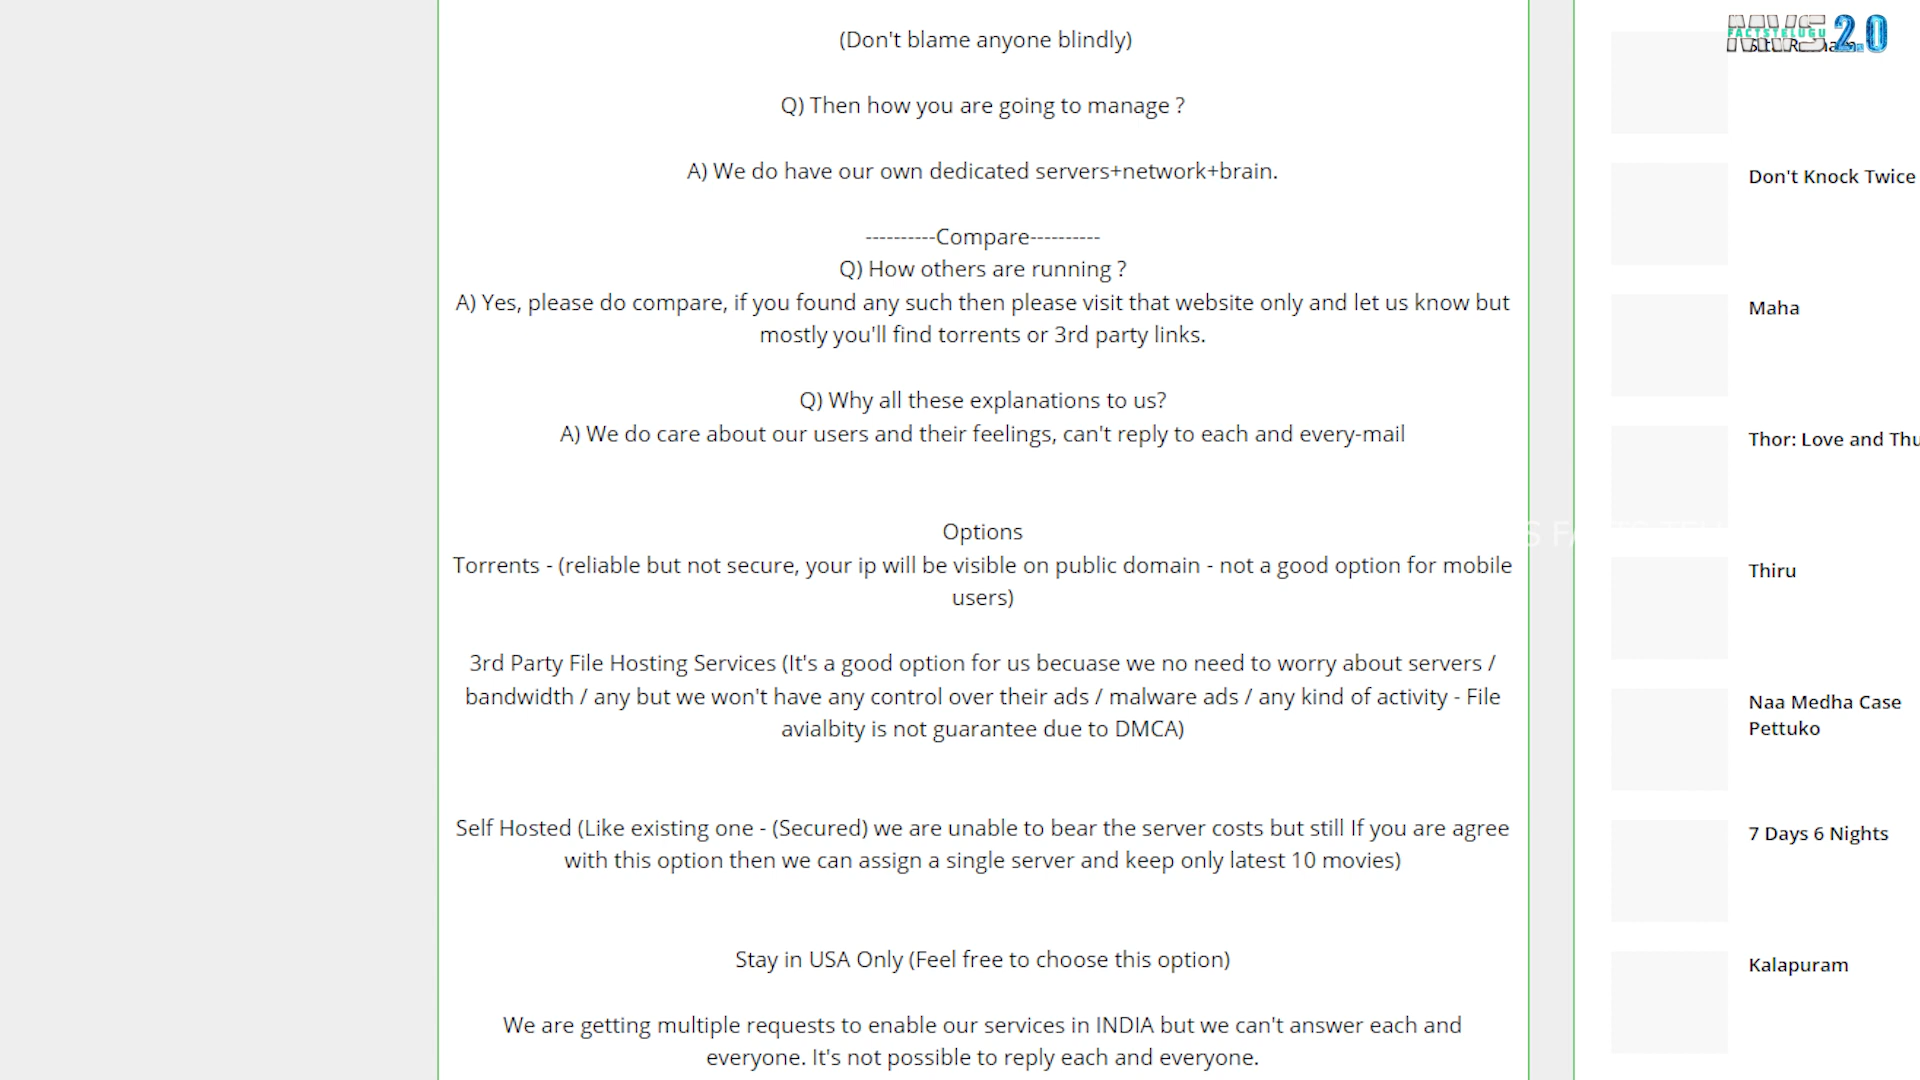 (Don't blame anyone blindly)
Q) Then how you are going to manage ?
A) We do have our own dedicated servers+network+brain.
----------Compare----------
Q) How others are running ?
A) Yes, please do compare, if you found any such then please visit that website only and let us know but
mostly you'll find torrents or 3rd party links.
Q) Why all these explanations to us?
A) We do care about our users and their feelings, can't reply to each and every-mail
Options
Torrents - (reliable but not secure, your ip will be visible on public domain - not a good option for mobile
users)
3rd Party File Hosting Services (It's a good option for us becuase we no need to worry about servers /
bandwidth / any but we won't have any control over their ads / malware ads / any kind of activity - File
avialbity is not guarantee due to DMCA)
Self Hosted (Like existing one - (Secured) we are unable to bear the server costs but still If you are agree
with this option then we can assign a single server and keep only latest 10 movies)
Stay in USA Only (Feel free to choose this option)
We are getting multiple requests to enable our services in INDIA but we can't answer each and
everyone. It's not possible to reply each and everyone.
MVS 2.0
FACTSTELUGU
Don't Knock Twice
Maha
Thor: Love and Thu
Thiru
Naa Medha Case
Pettuko
7 Days 6 Nights
Kalapuram